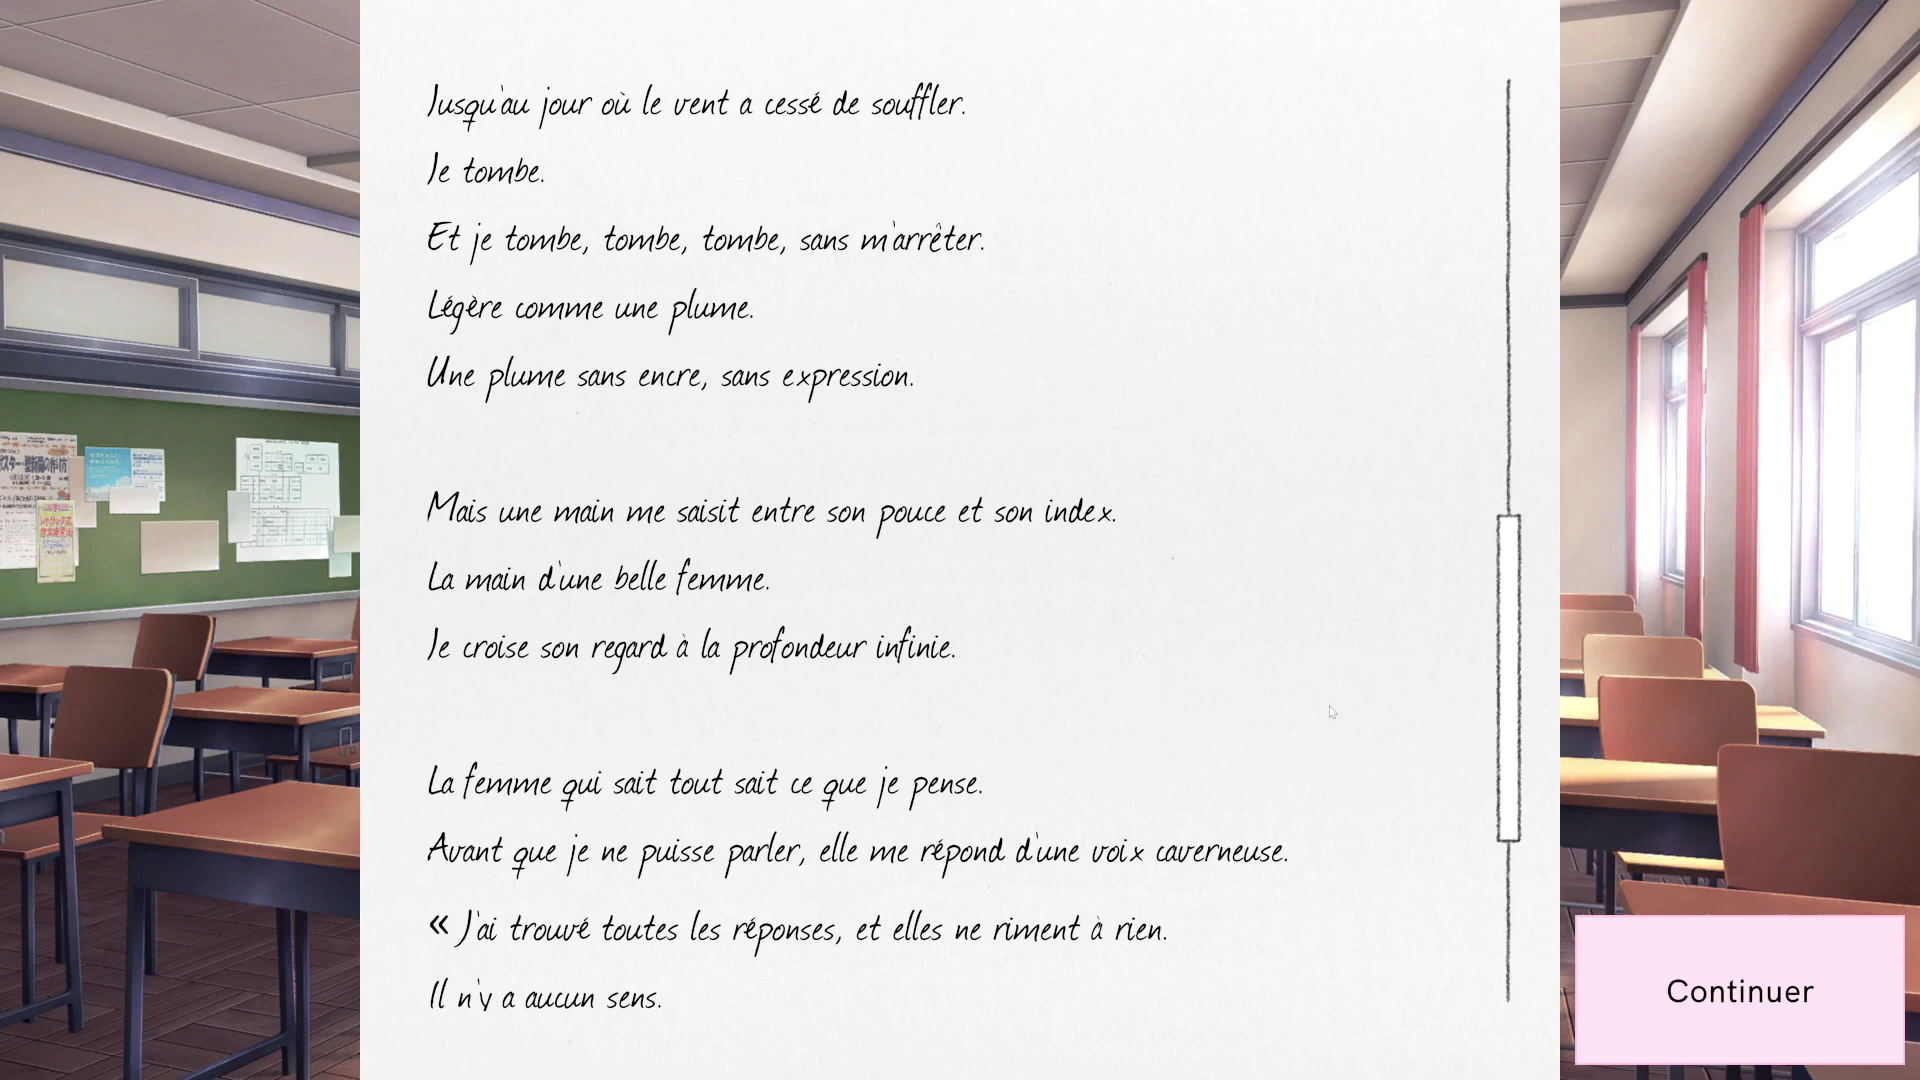 Jusqu'au jour où le vent a cessé de souffler.
Je tombe.
Et je tombe, tombe, tombe, sans m'arrêter.
Légère comme une plume.
Une plume sans encre, sans expression.
Mais une main me saisit entre son pouce et son index.
La main d'une belle femme.
Je croise son regard à la profondeur infinie.
La femme qui sait tout sait ce que je pense.
Avant que je ne puisse parler, elle me répond d'une voix caverneuse.
« J'ai trouvé toutes les réponses, et elles ne riment à rien.
Il n'y a aucun sens.
Continuer